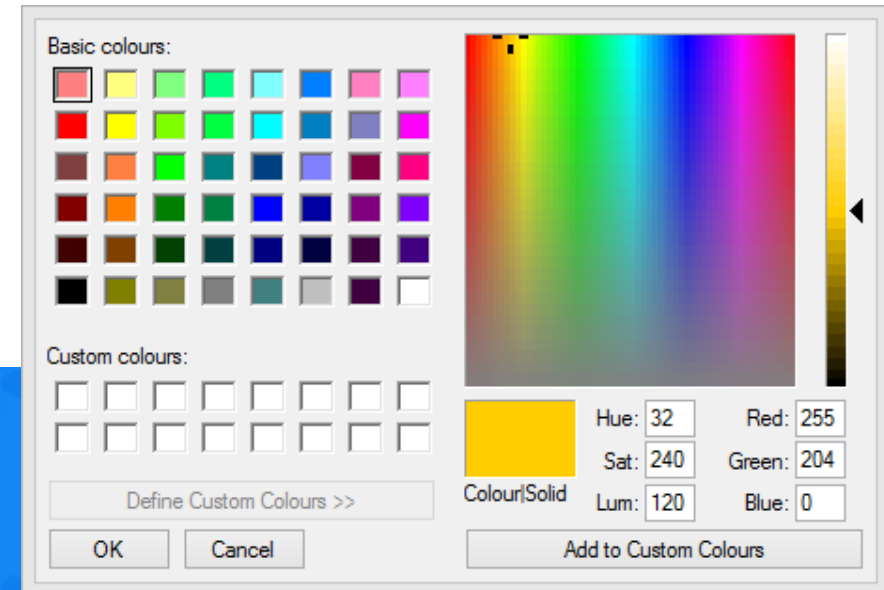 Basic colours:
Custom colours:
Define Custom Colours >>
OK Cancel
Hue: 32 Red: 255
Sat: 240 Green: 204
Colour|Solid Lum: 120 Blue: 0
Add to Custom Colours